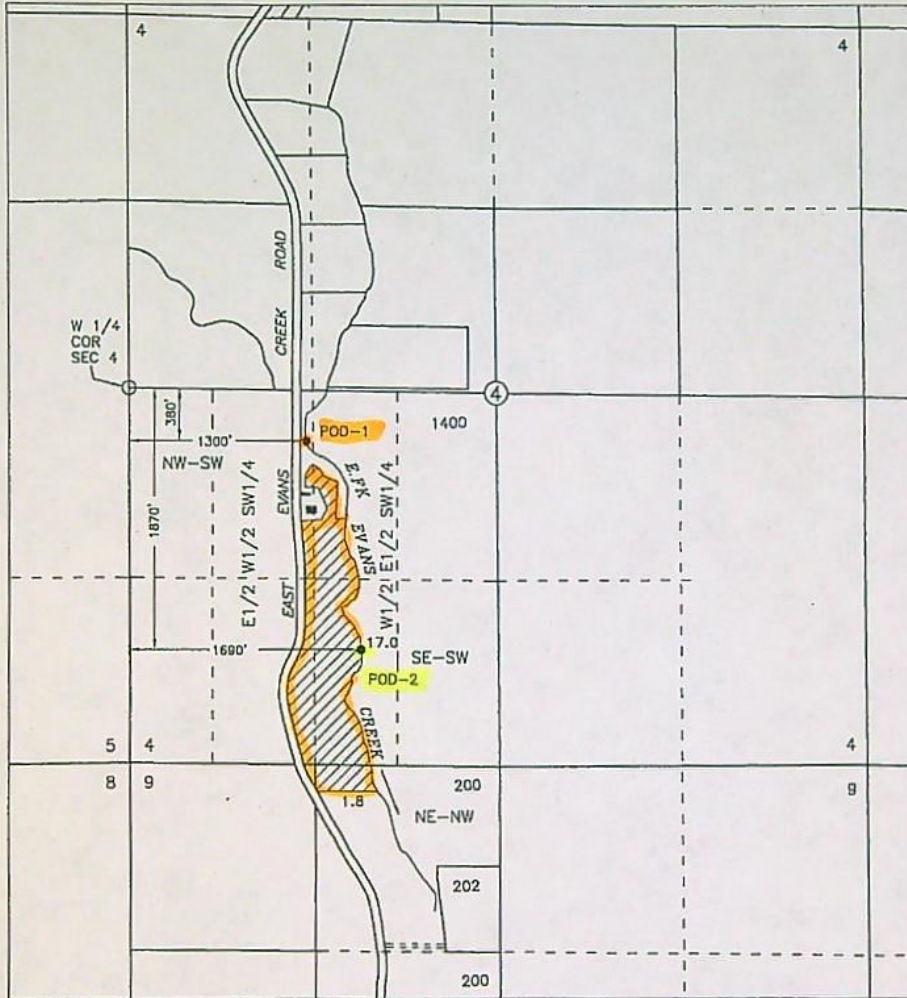 4
4
ROAD
CREEK
W 1/4
COR
SEC 4
4
380'
1400
1300'
POD-1
NW-SW
E.FK
EVANS
1870'
E1/2 W1/2 SW1/4
EVANS
W1/2 E1/2 SW1/4
EAST
17.0
1690'
SE-SW
POD-2
CREEK
5 4
4
8 9
200
9
1.8
NE-NW
202
200